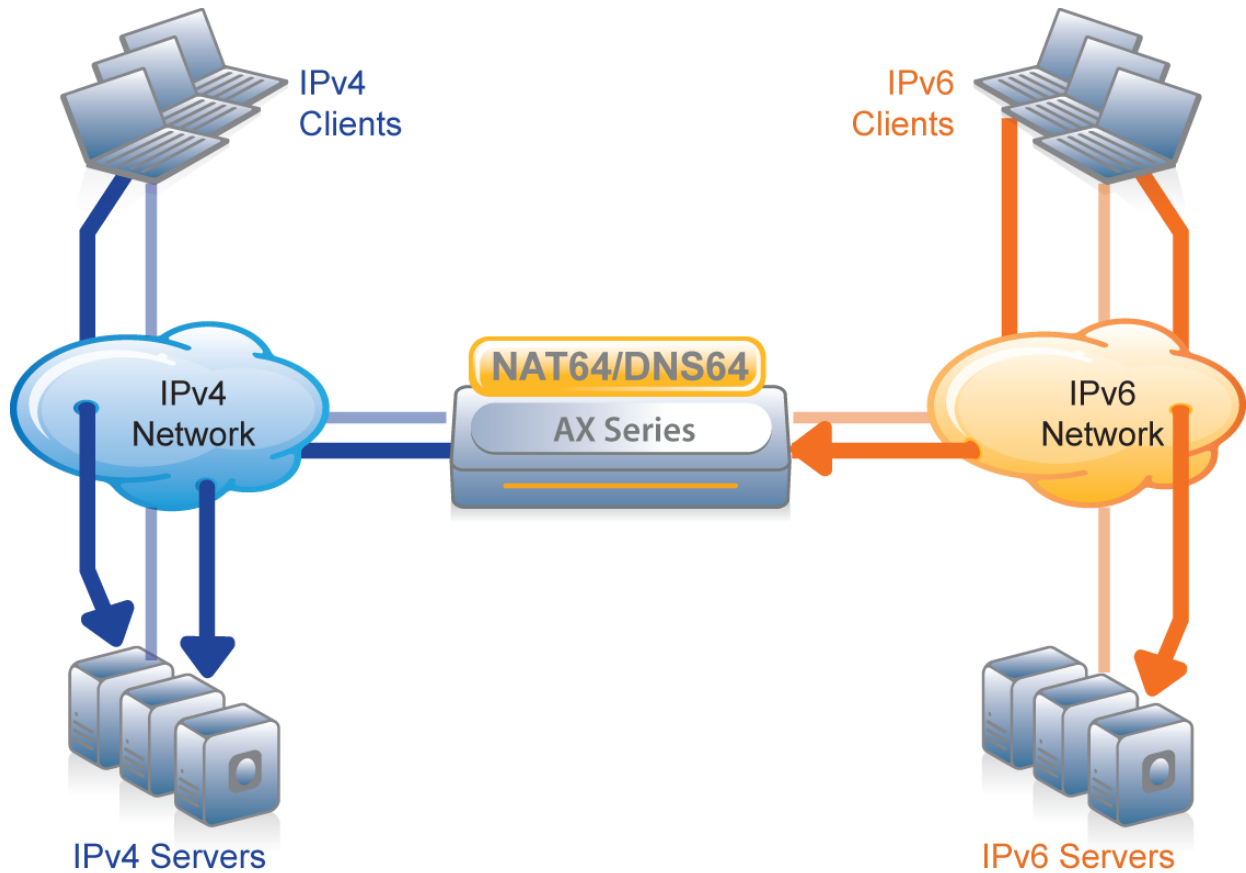 IPv4
Clients
IPv6
Clients
NAT64/DNS64
AX Series
IPv4
Network
IPv6
Network
IPv4 Servers
IPv6 Servers